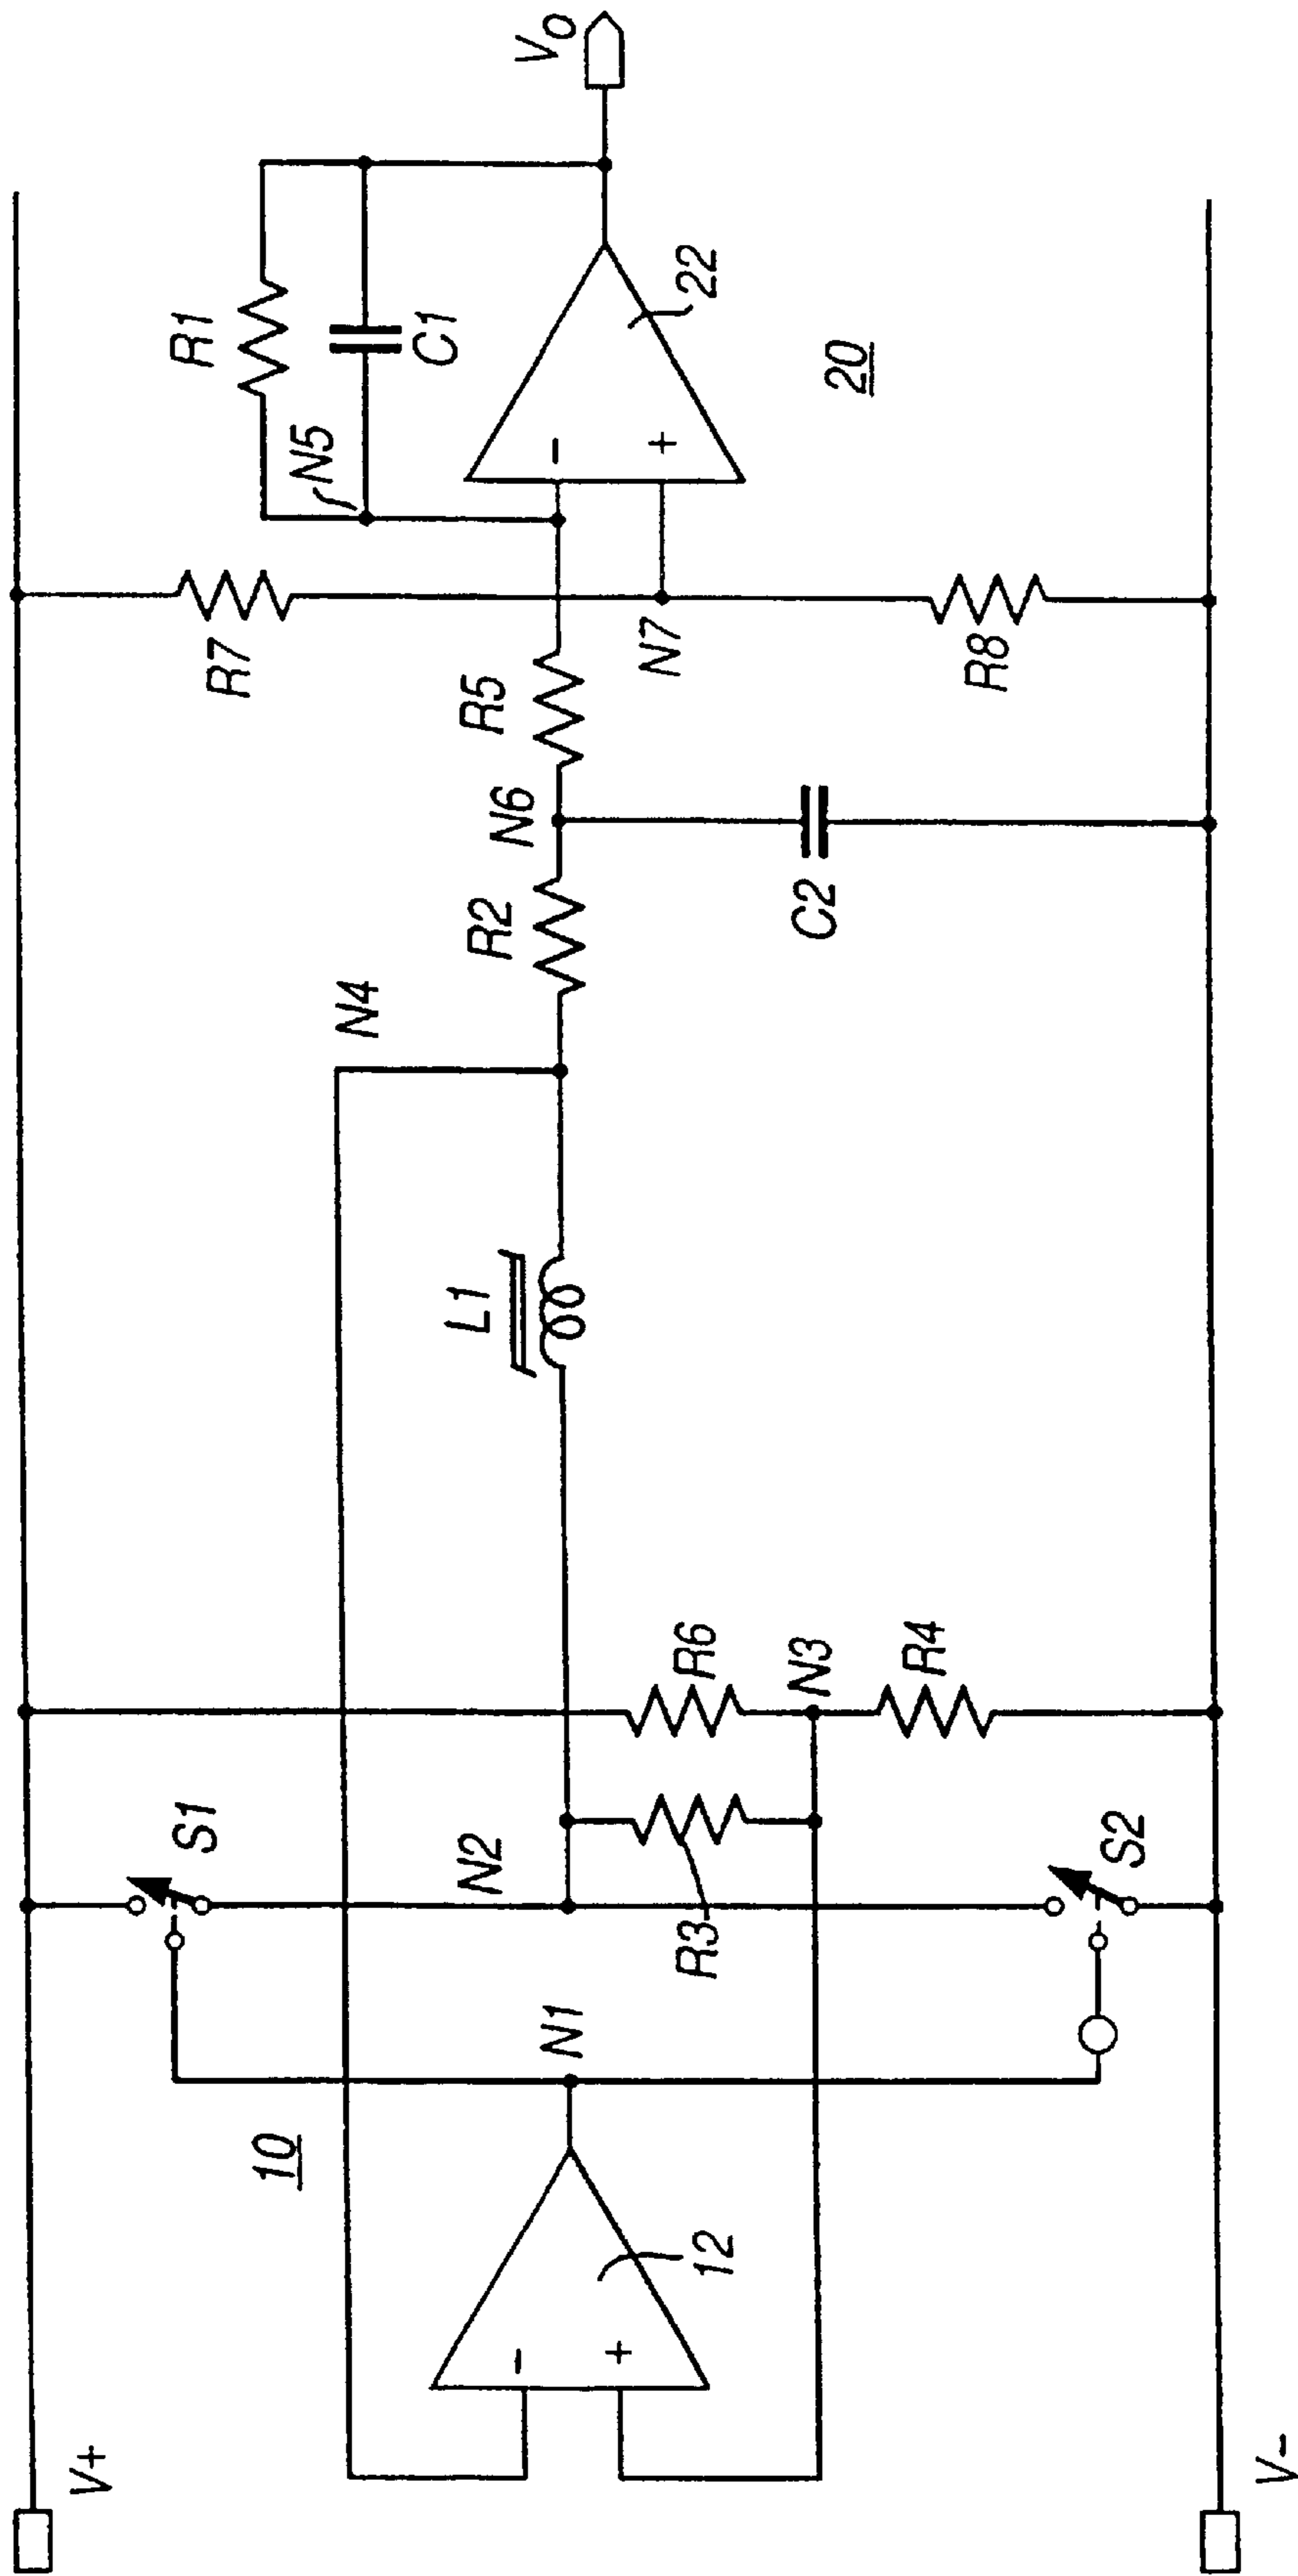 V+
10
12
-
+
N1
S1
N2
R3
R6
N3
R4
S2
L1
N4
R2
N6
C2
R5
R7
N7
R8
N5
R1
C1
-
+
22
20
Vo
V-